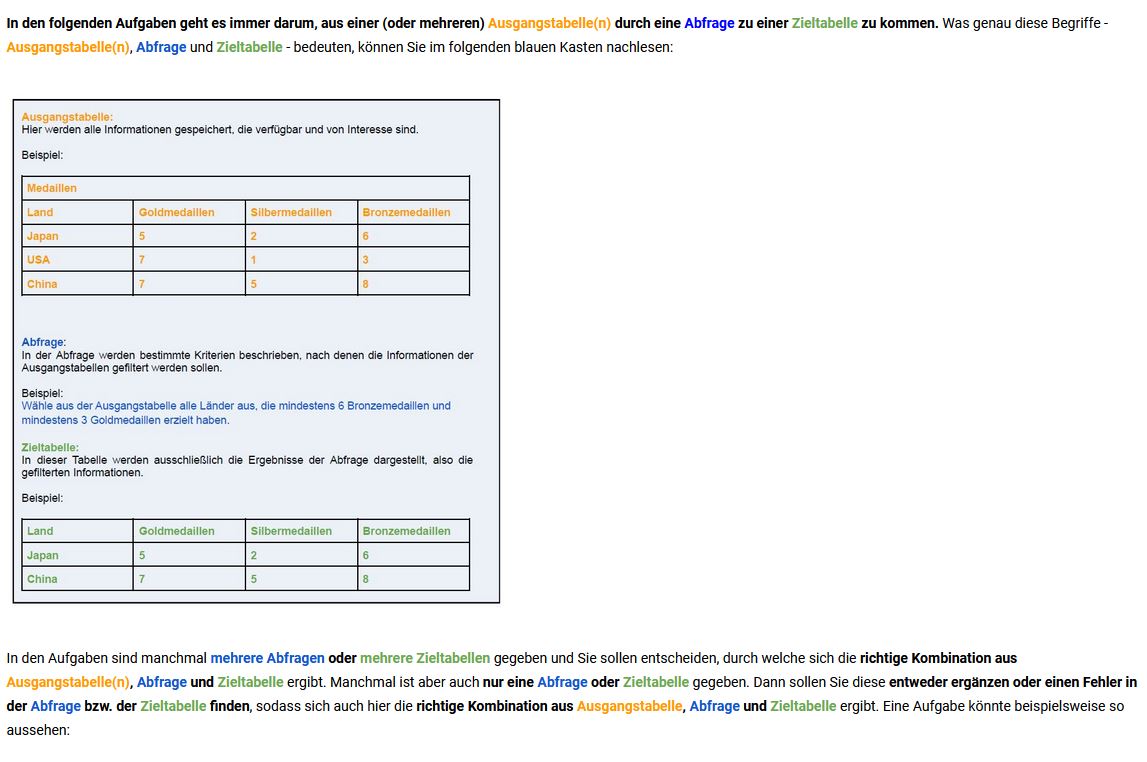 In den folgenden Aufgaben geht es immer darum, aus einer (oder mehreren) Ausgangstabelle(n) durch eine Abfrage zu einer Zieltabelle zu kommen. Was genau diese Begriffe -
Ausgangstabelle(n), Abfrage und Zieltabelle - bedeuten, können Sie im folgenden blauen Kasten nachlesen:
Ausgangstabelle:
Hier werden alle Informationen gespeichert, die verfügbar und von Interesse sind.
Beispiel:
Medaillen
Land Goldmedaillen Silbermedaillen Bronzemedaillen
Japan 5 2 6
USA 7 1 3
China 7 5 8
Abfrage:
In der Abfrage werden bestimmte Kriterien beschrieben, nach denen die Informationen der
Ausgangstabellen gefiltert werden sollen.
Beispiel:
Wähle aus der Ausgangstabelle alle Länder aus, die mindestens 6 Bronzemedaillen und
mindestens 3 Goldmedaillen erzielt haben.
Zieltabelle:
In dieser Tabelle werden ausschließlich die Ergebnisse der Abfrage dargestellt, also die
gefilterten Informationen.
Beispiel:
Land Goldmedaillen Silbermedaillen Bronzemedaillen
Japan 5 2 6
China 7 5 8
In den Aufgaben sind manchmal mehrere Abfragen oder mehrere Zieltabellen gegeben und Sie sollen entscheiden, durch welche sich die richtige Kombination aus
Ausgangstabelle(n), Abfrage und Zieltabelle ergibt. Manchmal ist aber auch nur eine Abfrage oder Zieltabelle gegeben. Dann sollen Sie diese entweder ergänzen oder einen Fehler in
der Abfrage bzw. der Zieltabelle finden, sodass sich auch hier die richtige Kombination aus Ausgangstabelle, Abfrage und Zieltabelle ergibt. Eine Aufgabe könnte beispielsweise so
aussehen: